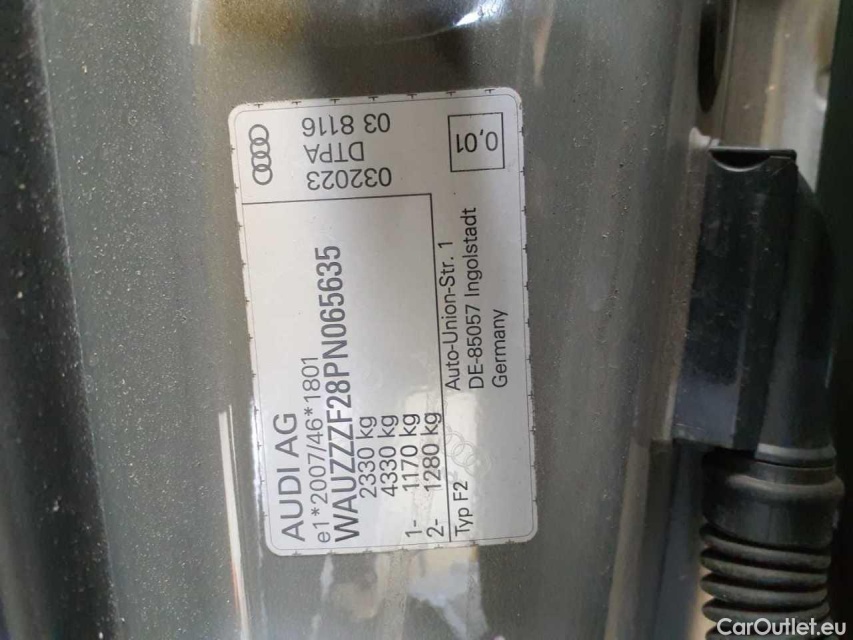 AUDI AG
e1*2007/46*1801
WAUZZZF28PN065635
2330 kg
4330 kg
1- 1170 kg
2- 1280 kg
Typ F2
Auto-Union-Str. 1
DE-85057 Ingolstadt
Germany
032023
DTPA
03 8116
0,01
CarOutlet.eu